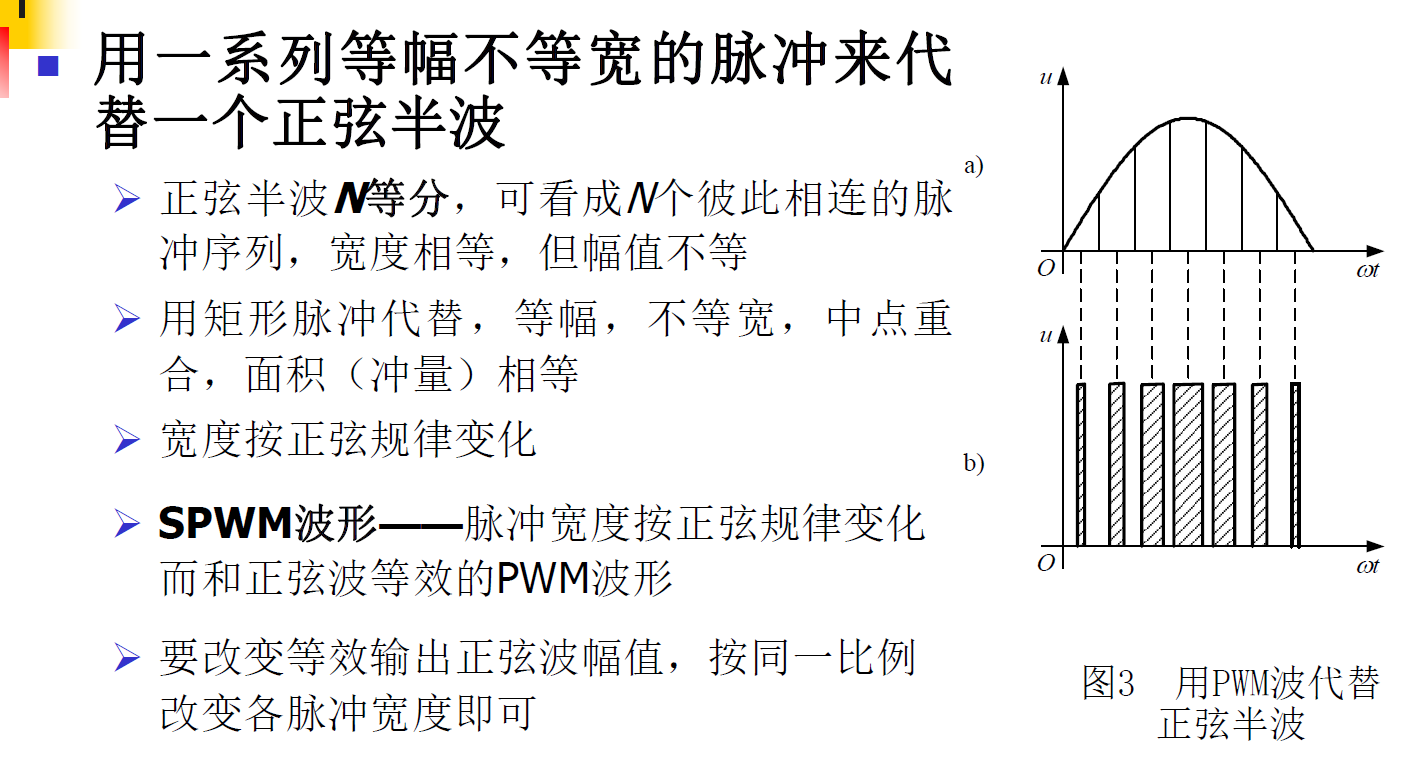 用一系列等幅不等宽的脉冲来代
替一个正弦半波
正弦半波N等分，可看成N个彼此相连的脉
冲序列，宽度相等，但幅值不等
用矩形脉冲代替，等幅，不等宽，中点重
合，面积（冲量）相等
宽度按正弦规律变化
SPWM波形——脉冲宽度按正弦规律变化
而和正弦波等效的PWM波形
要改变等效输出正弦波幅值，按同一比例
改变各脉冲宽度即可
u
a)
O
ωt
u
b)
O
ωt
图3 用PWM波代替
正弦半波